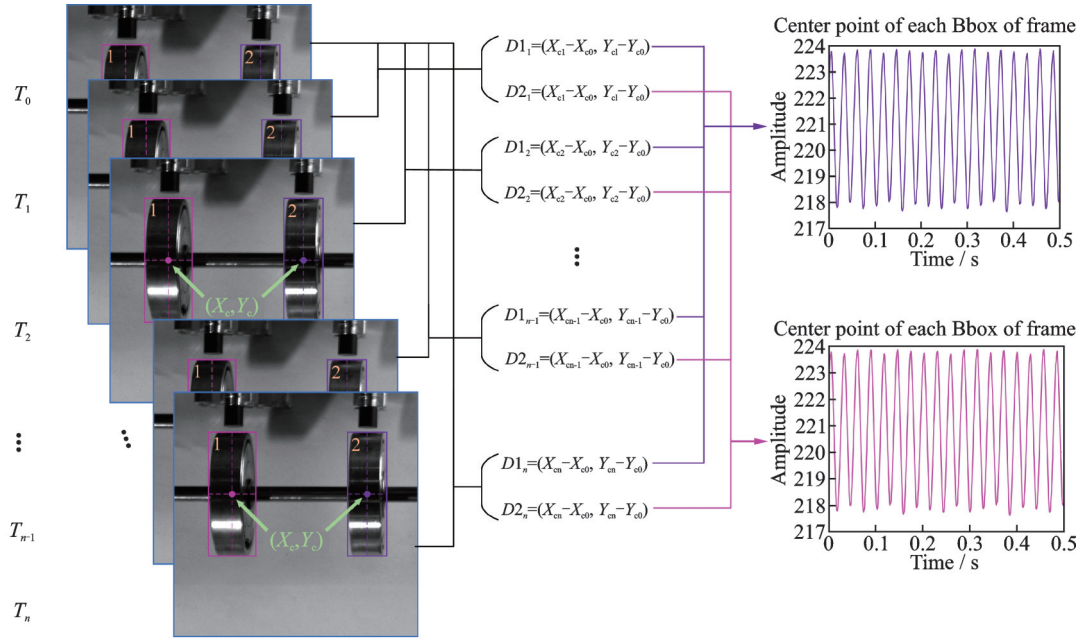 T0
T1
T2
Tn-1
Tn
1
2
1
2
1
2
(Xc,Yc)
1
2
1
2
(Xc,Yc)
D11=(Xc1−Xc0, Yc1−Yc0)
D21=(Xc1−Xc0, Yc1−Yc0)
D12=(Xc2−Xc0, Yc2−Yc0)
D22=(Xc2−Xc0, Yc2−Yc0)
D1n-1=(Xcn-1−Xc0, Ycn-1−Yc0)
D2n-1=(Xcn-1−Xc0, Ycn-1−Yc0)
D1n=(Xcn−Xc0, Ycn−Yc0)
D2n=(Xcn−Xc0, Ycn−Yc0)
Center point of each Bbox of frame
224
223
222
221
220
219
218
217
Amplitude
0 0.1 0.2 0.3 0.4 0.5
Time / s
Center point of each Bbox of frame
224
223
222
221
220
219
218
217
Amplitude
0 0.1 0.2 0.3 0.4 0.5
Time / s